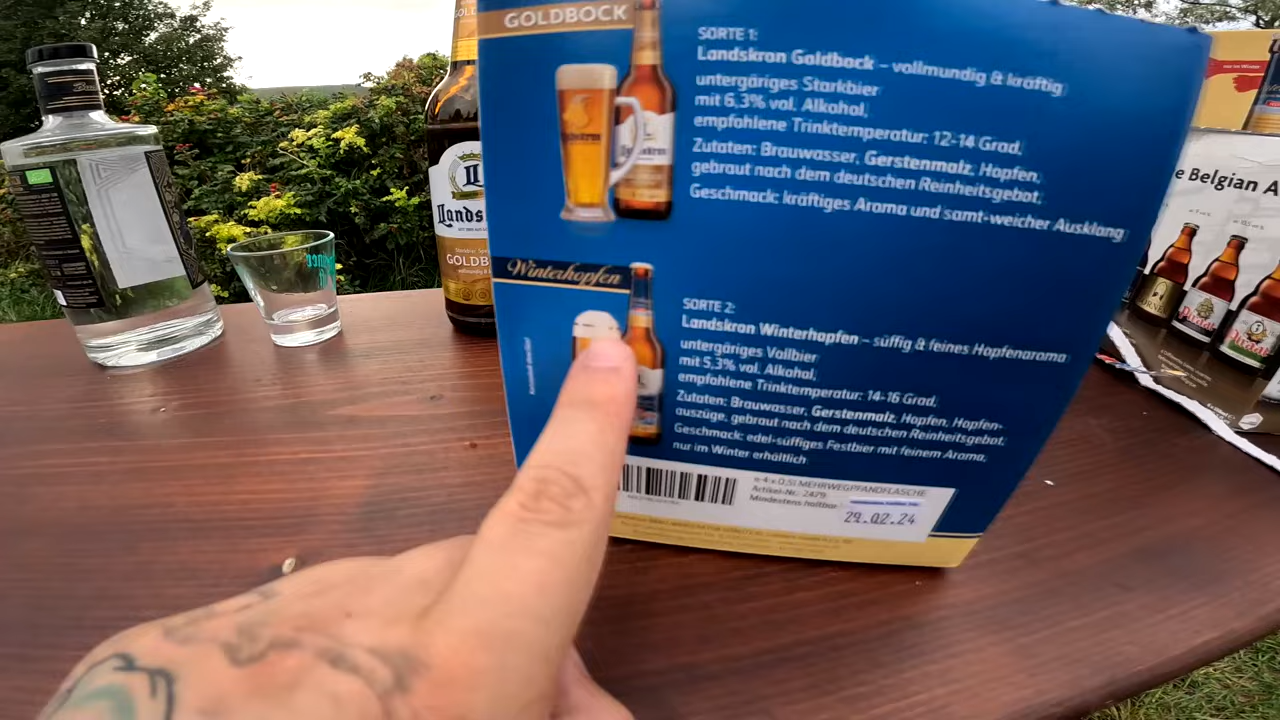 GOLDBOCK
SORTE 1:
Landskron Goldbock – vollmundig & kräftig
untergäriges Starkbier
mit 6,3% vol. Alkohol,
empfohlene Trinktemperatur: 12-14 Grad,
Zutaten: Brauwasser, Gerstenmalz, Hopfen,
gebraut nach dem deutschen Reinheitsgebot,
Geschmack: kräftiges Aroma und samt-weicher Ausklang
Winterhopfen
SORTE 2:
Landskron Winterhopfen – süffig & feines Hopfenaroma
untergäriges Vollbier
mit 5,3% vol. Alkohol,
empfohlene Trinktemperatur: 14-16 Grad,
Zutaten: Brauwasser, Gerstenmalz, Hopfen, Hopfen-
auszüge, gebraut nach dem deutschen Reinheitsgebot,
Geschmack: edel-süffiges Festbier mit feinem Aroma,
nur im Winter erhältlich
4 x 0,5l MEHRWEGPFANDFLASCHE
Artikel-Nr.: 2479
Mindestens haltbar
29.02.24
Lands
GOLDB
Belgian A